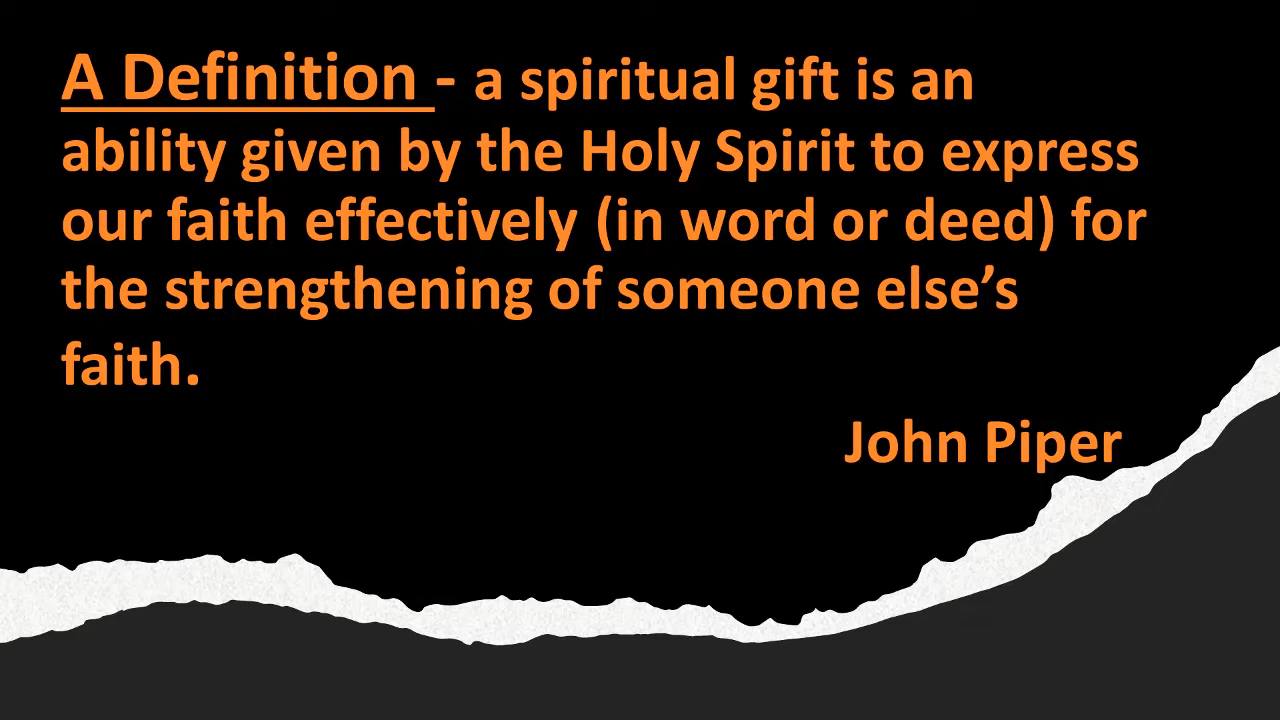 A Definition - a spiritual gift is an
ability given by the Holy Spirit to express
our faith effectively (in word or deed) for
the strengthening of someone else’s
faith.
John Piper